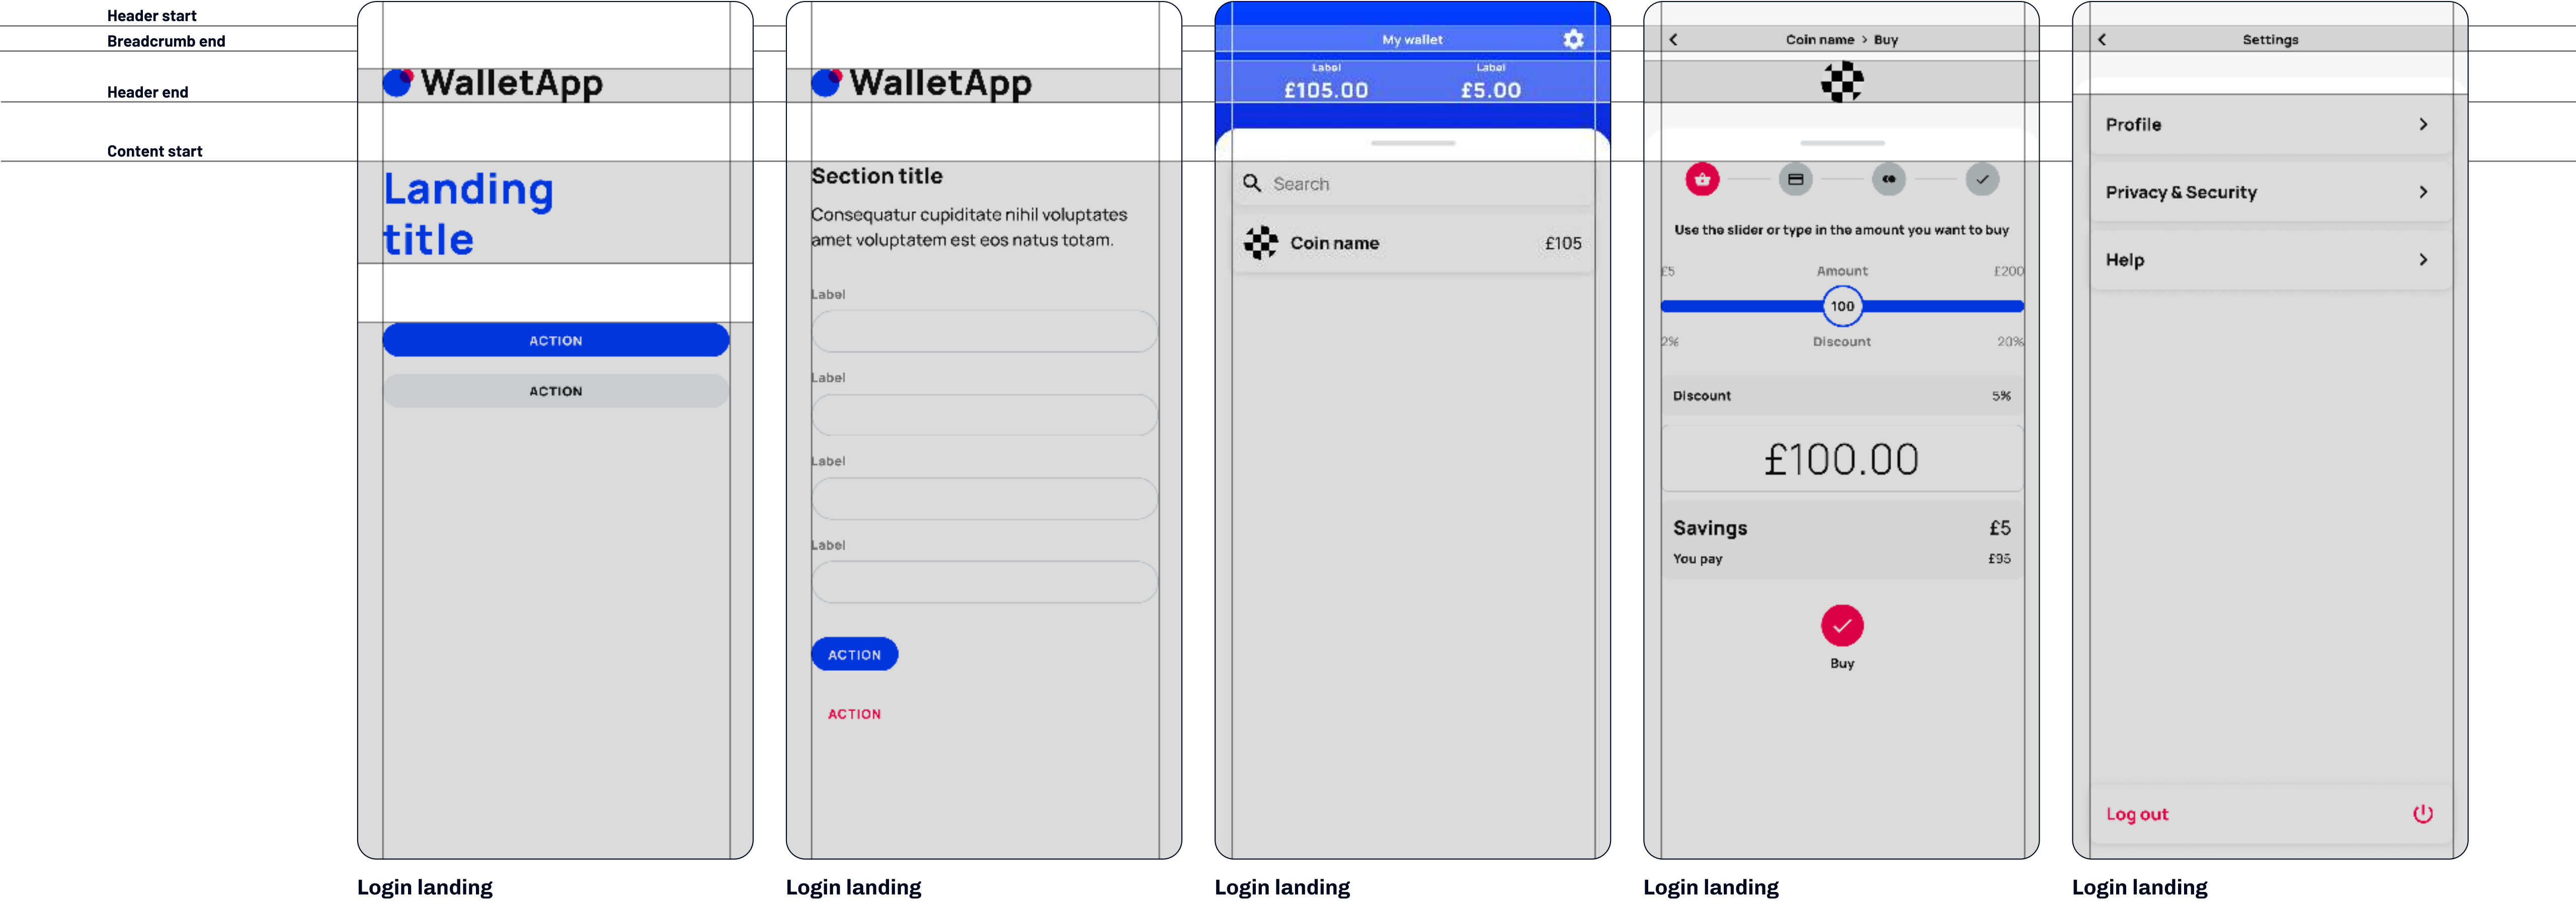 Header start
Breadcrumb end
Header end
Content start
WalletApp
Landing
title
ACTION
ACTION
Login landing
WalletApp
Section title
Consequatur cupiditate nihil voluptates
amet voluptatem est eos natus totam.
Label
Label
Label
Label
ACTION
ACTION
Login landing
My wallet
Label Label
£105.00 £5.00
Search
Coin name £105
Login landing
Coin name > Buy
Use the slider or type in the amount you want to buy
£5 Amount £200
100
2% Discount 20%
Discount 5%
£100.00
Savings £5
You pay £95
Buy
Login landing
Settings
Profile
Privacy & Security
Help
Log out
Login landing